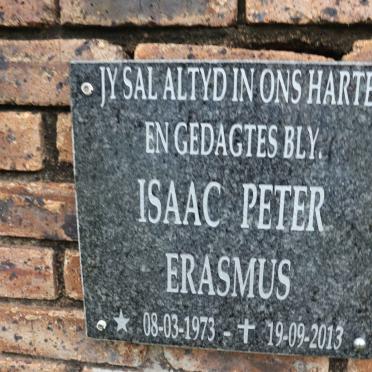 JY SAL ALTYD IN ONS HARTE
EN GEDAGTES BLY.
ISAAC PETER
ERASMUS
08-03-1973 - ✝ 19-09-2013